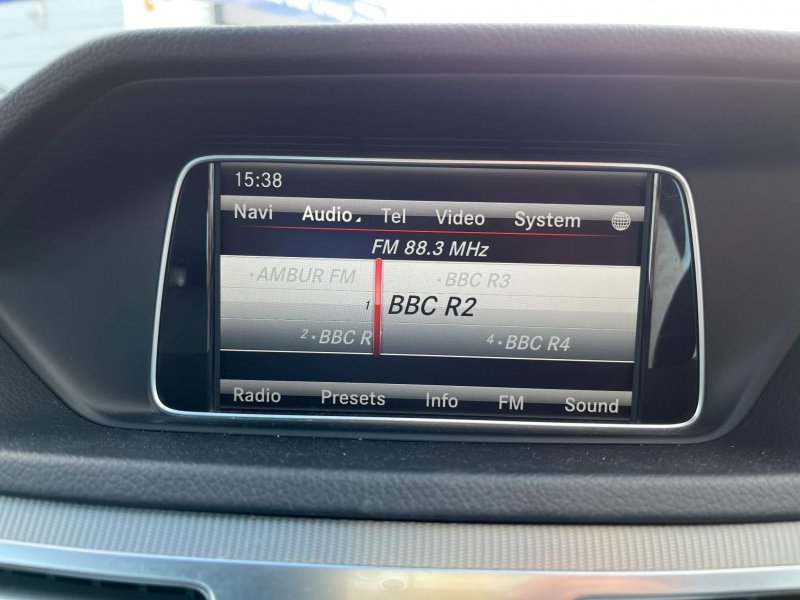 15:38
Navi Audio Tel Video System
FM 88.3 MHz
•AMBUR FM •BBC R3
1 BBC R2
2•BBC R 4•BBC R4
Radio Presets Info FM Sound